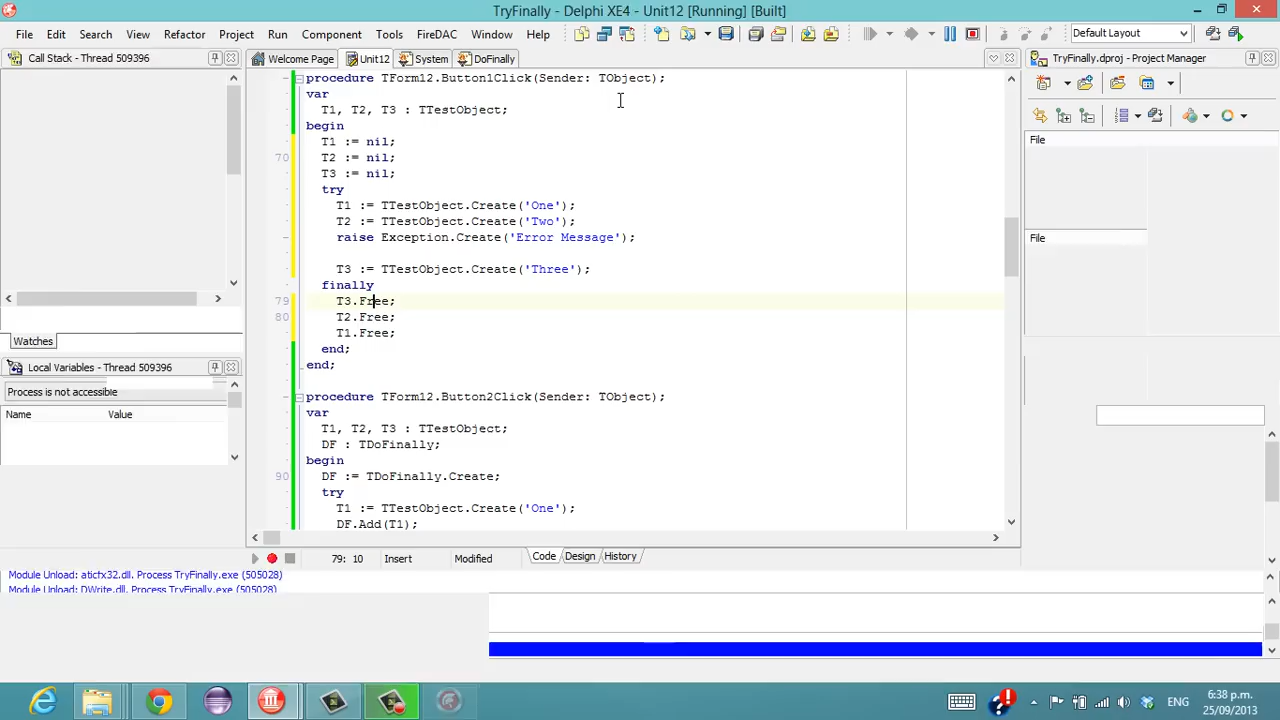 TryFinally - Delphi XE4 - Unit12 [Running] [Built]
File Edit Search View Refactor Project Run Component Tools FireDAC Window Help
Default Layout
Call Stack - Thread 509396
Welcome Page Unit12 System DoFinally
TryFinally.dproj - Project Manager
procedure TForm12.Button1Click(Sender: TObject);
var
T1, T2, T3 : TTestObject;
begin
T1 := nil;
70 T2 := nil;
T3 := nil;
try
T1 := TTestObject.Create('One');
T2 := TTestObject.Create('Two');
raise Exception.Create('Error Message');
T3 := TTestObject.Create('Three');
finally
79 T3.Free;
80 T2.Free;
T1.Free;
end;
end;
procedure TForm12.Button2Click(Sender: TObject);
var
T1, T2, T3 : TTestObject;
DF : TDoFinally;
begin
90 DF := TDoFinally.Create;
try
T1 := TTestObject.Create('One');
DF.Add(T1);
File
File
Watches
Local Variables - Thread 509396
Process is not accessible
Name Value
79: 10 Insert Modified Code Design History
Module Unload: aticfx32.dll. Process TryFinally.exe (505028)
Module Unload: DWrite.dll. Process TryFinally.exe (505028)
ENG
6:38 p.m.
25/09/2013